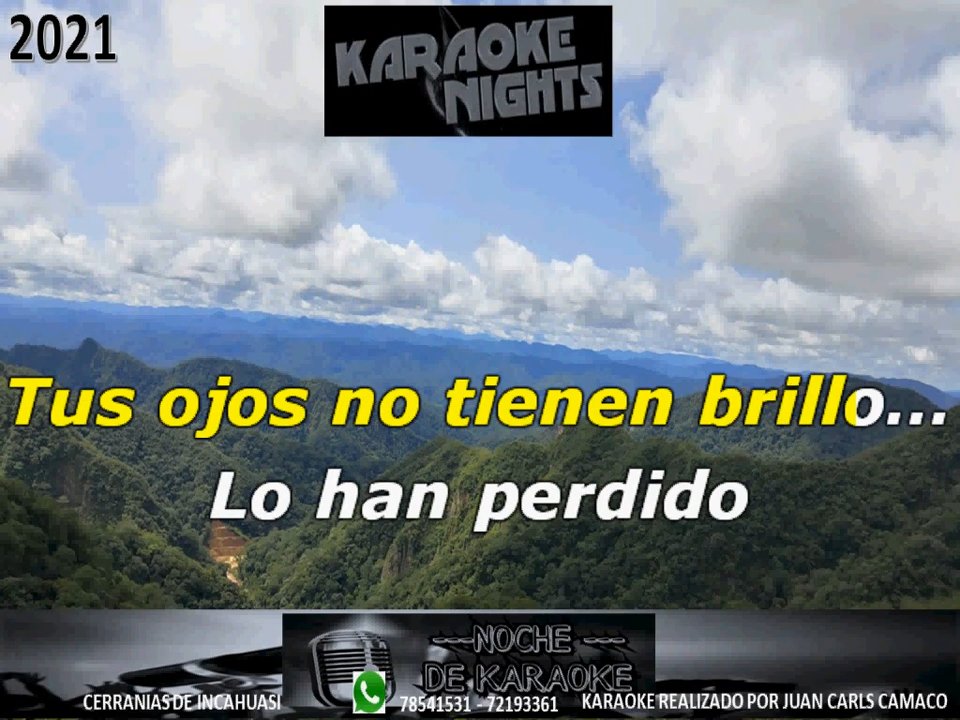 2021
KARAOKE
NIGHTS
Tus ojos no tienen brillo...
Lo han perdido
---NOCHE ---
DE KARAOKE
CERRANIAS DE INCAHUASI
78541531 - 72193361
KARAOKE REALIZADO POR JUAN CARLS CAMACO